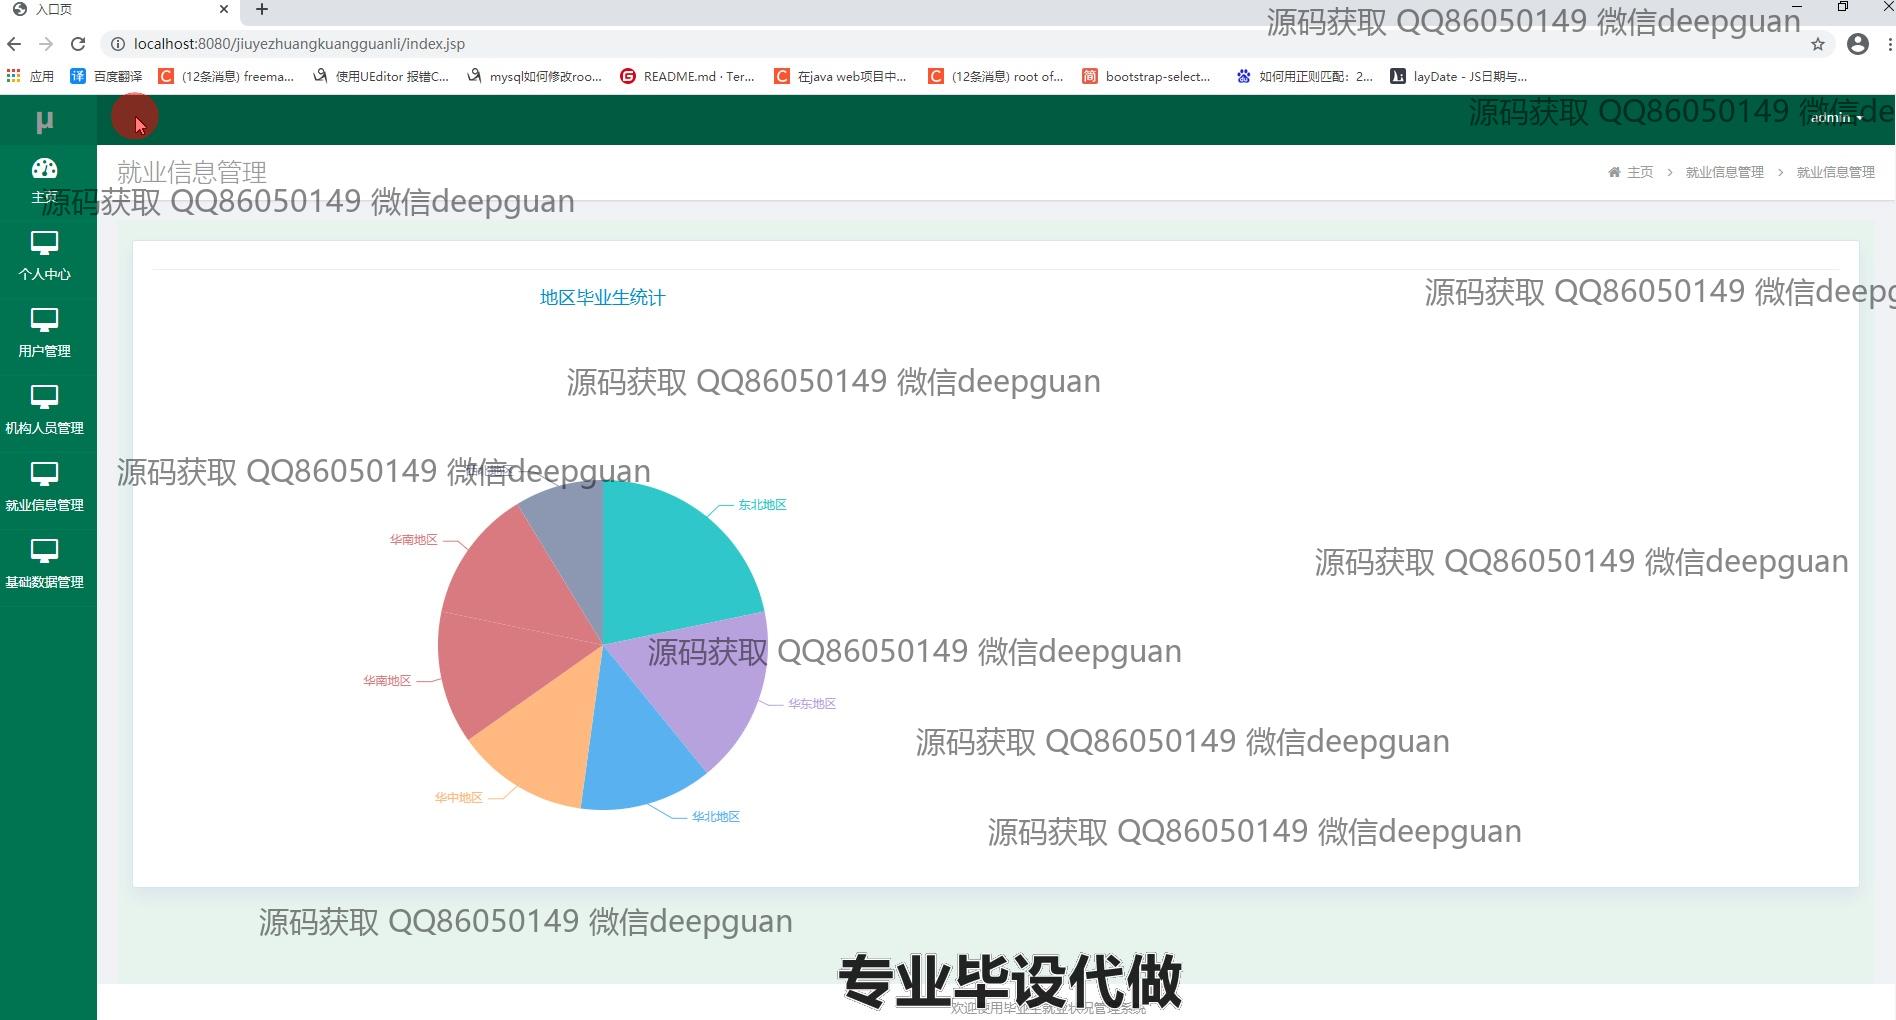 入口页
源码获取 QQ86050149 微信deepguan
localhost:8080/jiuyezhuangkuangguanli/index.jsp
应用 百度翻译 (12条消息) freema... 使用UEditor 报错C... mysql如何修改roo... README.md · Ter... 在java web项目中... (12条消息) root of... bootstrap-select... 如何用正则匹配：2... layDate - JS日期与...
μ
源码获取 QQ86050149 微信de
admin
就业信息管理
主页 > 就业信息管理 > 就业信息管理
主页
源码获取 QQ86050149 微信deepguan
个人中心
用户管理
机构人员管理
就业信息管理
基础数据管理
地区毕业生统计
源码获取 QQ86050149 微信deepg
源码获取 QQ86050149 微信deepguan
源码获取 QQ86050149 微信deepguan
东北地区
华南地区
源码获取 QQ86050149 微信deepguan
源码获取 QQ86050149 微信deepguan
华南地区
华东地区
源码获取 QQ86050149 微信deepguan
华中地区
华北地区
源码获取 QQ86050149 微信deepguan
源码获取 QQ86050149 微信deepguan
专业毕设代做
欢迎使用毕业生就业状况管理系统